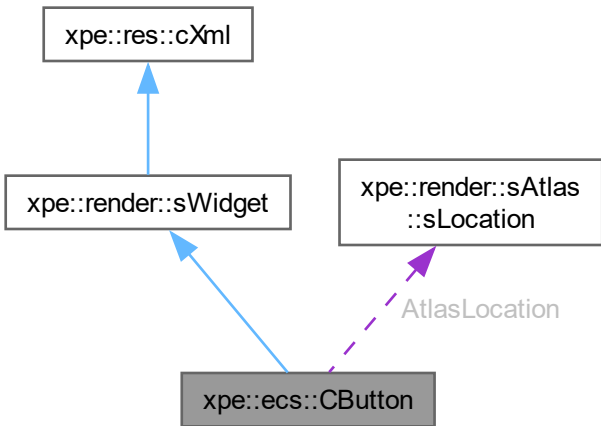 xpe::res::cXml
xpe::render::sWidget
xpe::render::sAtlas
::sLocation
AtlasLocation
xpe::ecs::CButton